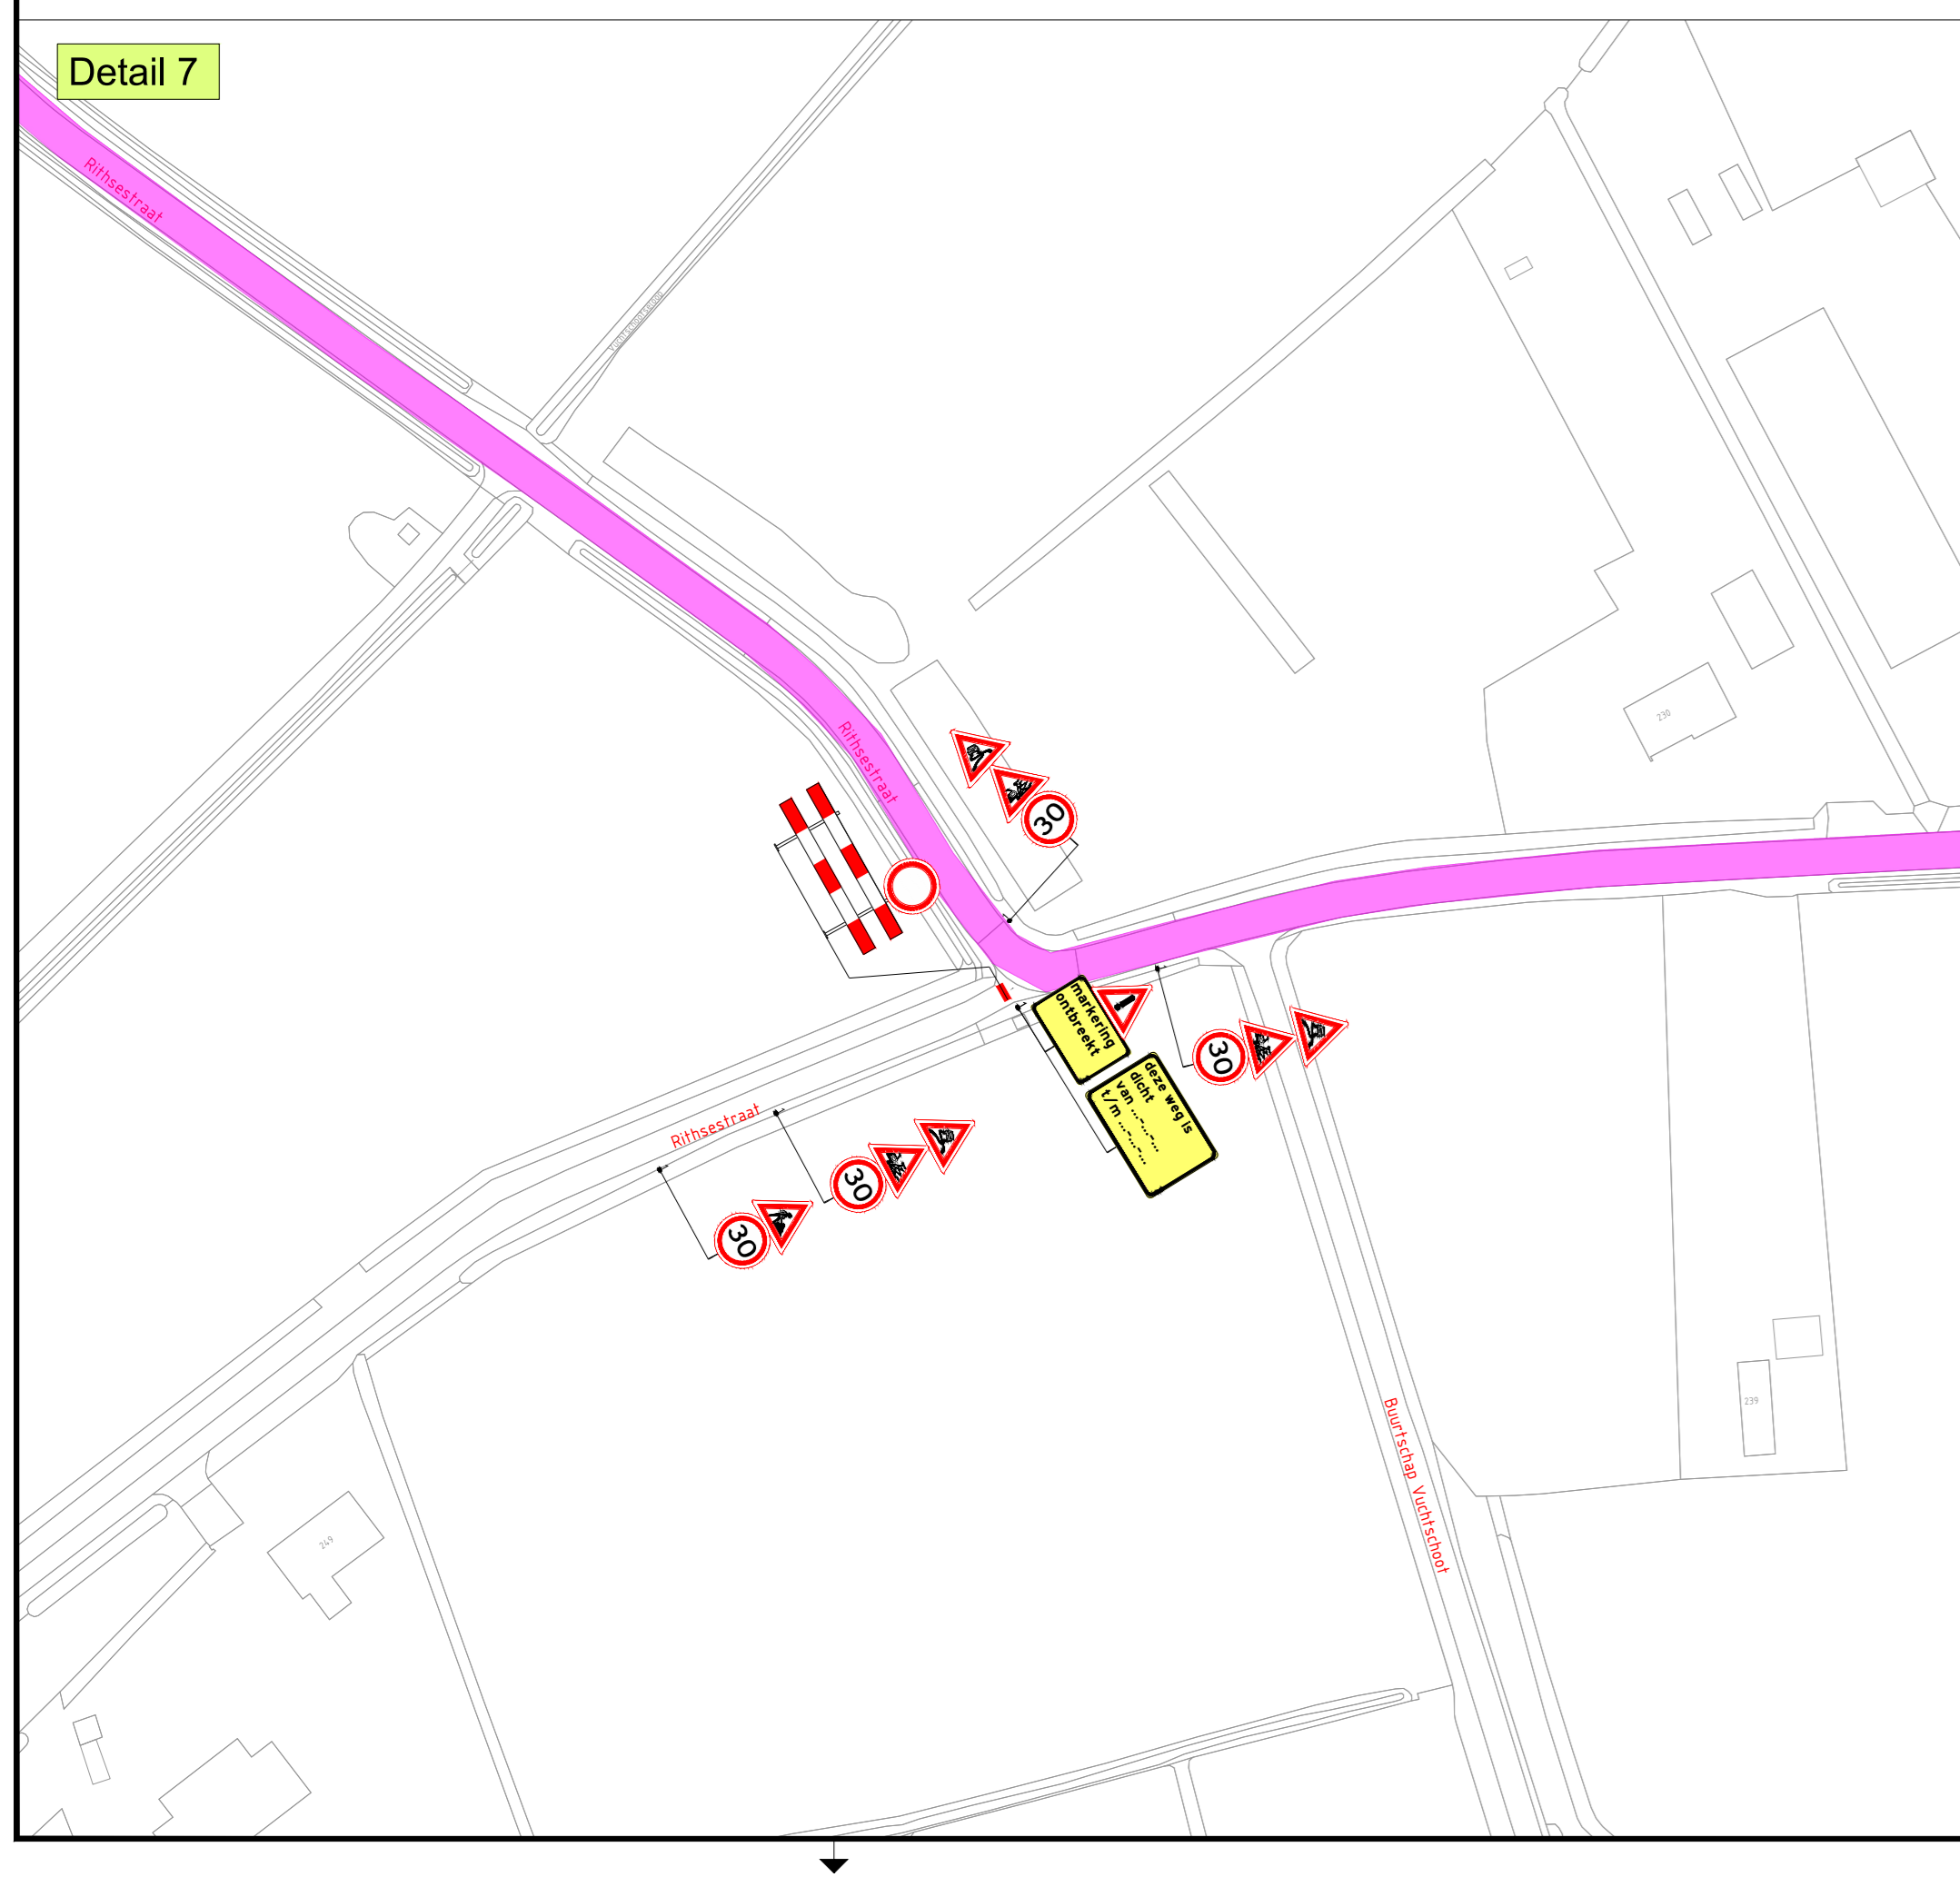 Detail 7
Rithsestraat
Vuchtschootseloop
230
Rithsestraat
30
markering
ontbreekt
30
deze weg is
dicht
van ...-...-...
t/m ...-...-...
Rithsestraat
30
30
239
Buurtschap Vuchtschoot
249